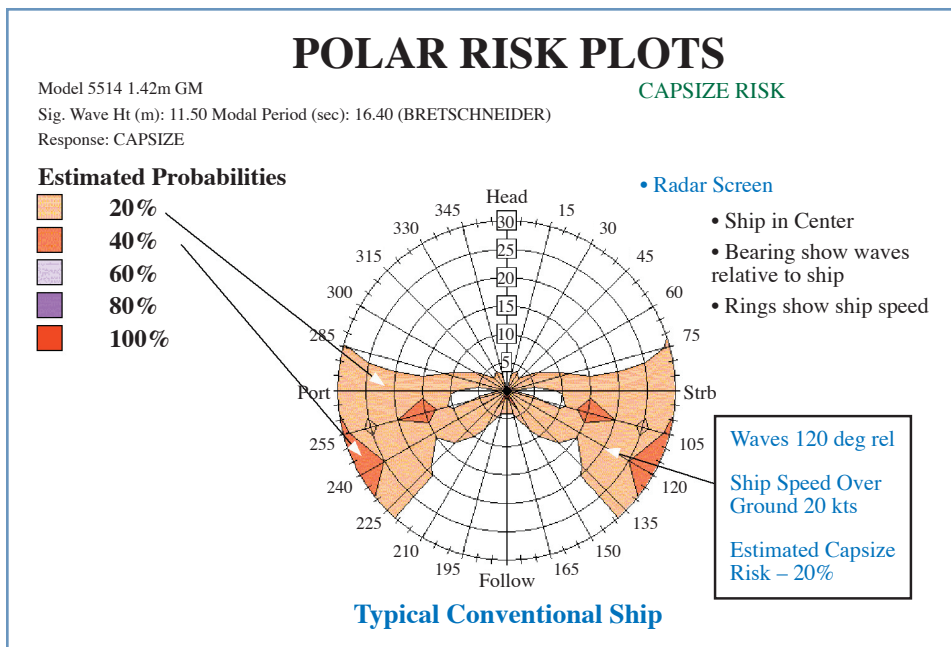 POLAR RISK PLOTS
Model 5514 1.42m GM
CAPSIZE RISK
Sig. Wave Ht (m): 11.50 Modal Period (sec): 16.40 (BRETSCHNEIDER)
Response: CAPSIZE
Estimated Probabilities
20%
40%
60%
80%
100%
• Radar Screen
• Ship in Center
• Bearing show waves
relative to ship
• Rings show ship speed
Head
345
15
330
30
315
45
300
60
285
75
Port
Strb
255
105
240
120
225
135
210
150
195
165
Follow
30
25
20
15
10
5
Waves 120 deg rel
Ship Speed Over
Ground 20 kts
Estimated Capsize
Risk – 20%
Typical Conventional Ship